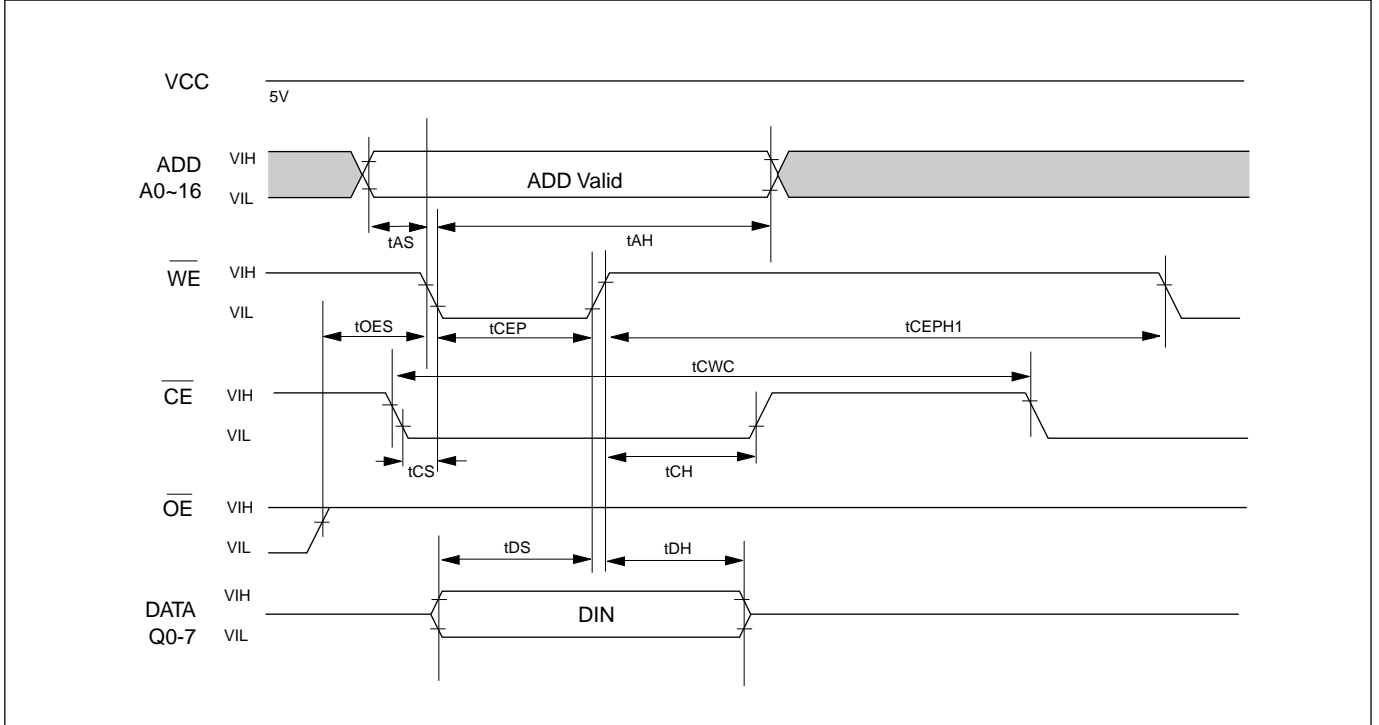 VCC
5V
ADD
A0~16
VIH
VIL
ADD Valid
tAS
tAH
WE
VIH
VIL
tOES
tCEP
tCEPH1
tCWC
CE
VIH
VIL
tCS
tCH
OE
VIH
VIL
tDS
tDH
DATA
Q0-7
VIH
VIL
DIN